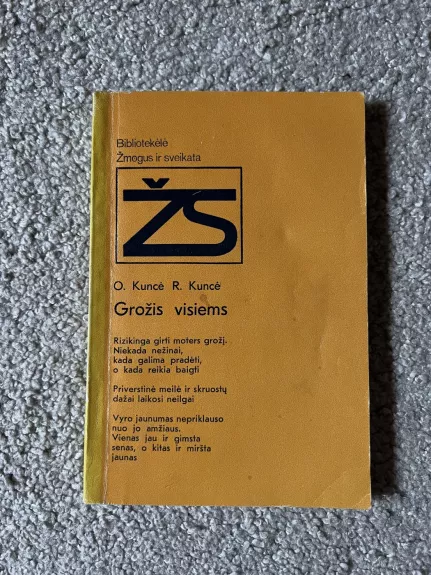 Bibliotekėlė
Žmogus ir sveikata
ŽS
O. Kuncė R. Kuncė
Grožis visiems
Rizikinga girti moters grožį.
Niekada nežinai,
kada galima pradėti,
o kada reikia baigti
Priverstinė meilė ir skruostų
dažai laikosi neilgai
Vyro jaunumas nepriklauso
nuo jo amžiaus.
Vienas jau ir gimsta
senas, o kitas ir miršta
jaunas